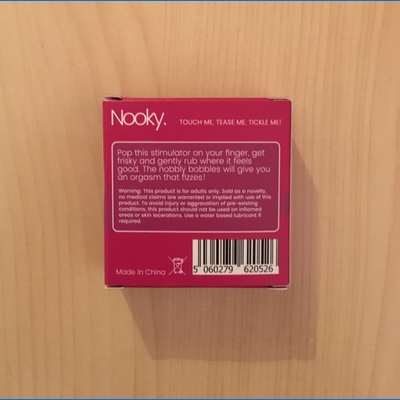 Nooky.
TOUCH ME, TEASE ME, TICKLE ME!
Pop this stimulator on your finger, get
frisky and gently rub where it feels
good. The nobbly bobbles will give you
an orgasm that fizzes!
Warning: This product is for adults only. Sold as a novelty,
no medical claims are warranted or implied with use of this
product. To avoid injury or aggravation of pre-existing
conditions, this product should not be used on inflamed
areas or skin lacerations. Use a water based lubricant if
required.
Made In China
5 060279 620526